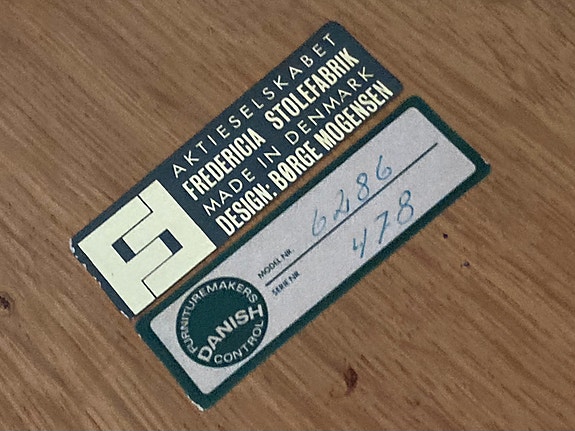 AKTIESELSKABET
FREDERICIA STOLEFABRIK
MADE IN DENMARK
DESIGN: BØRGE MOGENSEN
MODEL NR. 6286
SERIE NR 478
FURNITUREMAKERS
DANISH
CONTROL